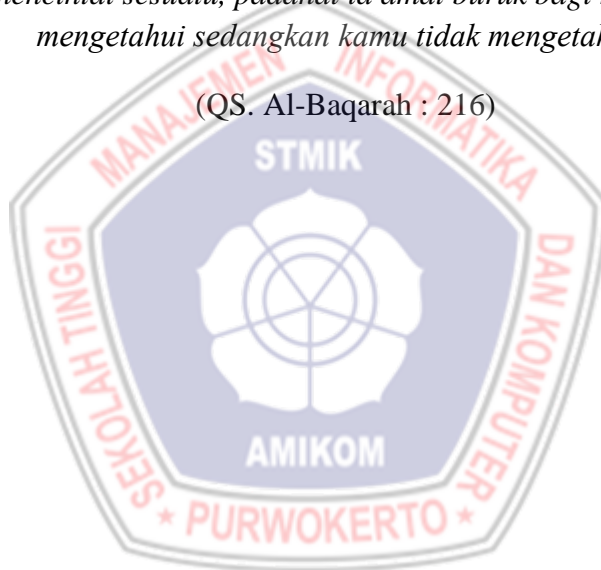 mencintai sesuatu, padahal ia amat buruk bagi
mengetahui sedangkan kamu tidak mengetah
(QS. Al-Baqarah : 216)
SEKOLAH TINGGI MANAJEMEN INFORMATIKA DAN KOMPUTER
STMIK
AMIKOM
* PURWOKERTO *